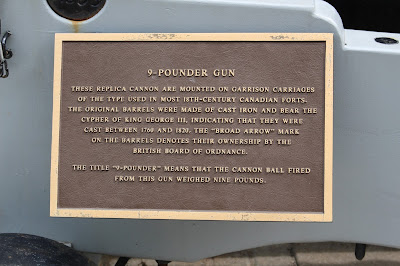 9-POUNDER GUN
THESE REPLICA CANNON ARE MOUNTED ON GARRISON CARRIAGES
OF THE TYPE USED IN MOST 18TH-CENTURY CANADIAN FORTS.
THE ORIGINAL BARRELS WERE MADE OF CAST IRON AND BEAR THE
CYPHER OF KING GEORGE III, INDICATING THAT THEY WERE
CAST BETWEEN 1760 AND 1820. THE "BROAD ARROW" MARK
ON THE BARRELS DENOTES THEIR OWNERSHIP BY THE
BRITISH BOARD OF ORDNANCE.
THE TITLE "9-POUNDER" MEANS THAT THE CANNON BALL FIRED
FROM THIS GUN WEIGHED NINE POUNDS.